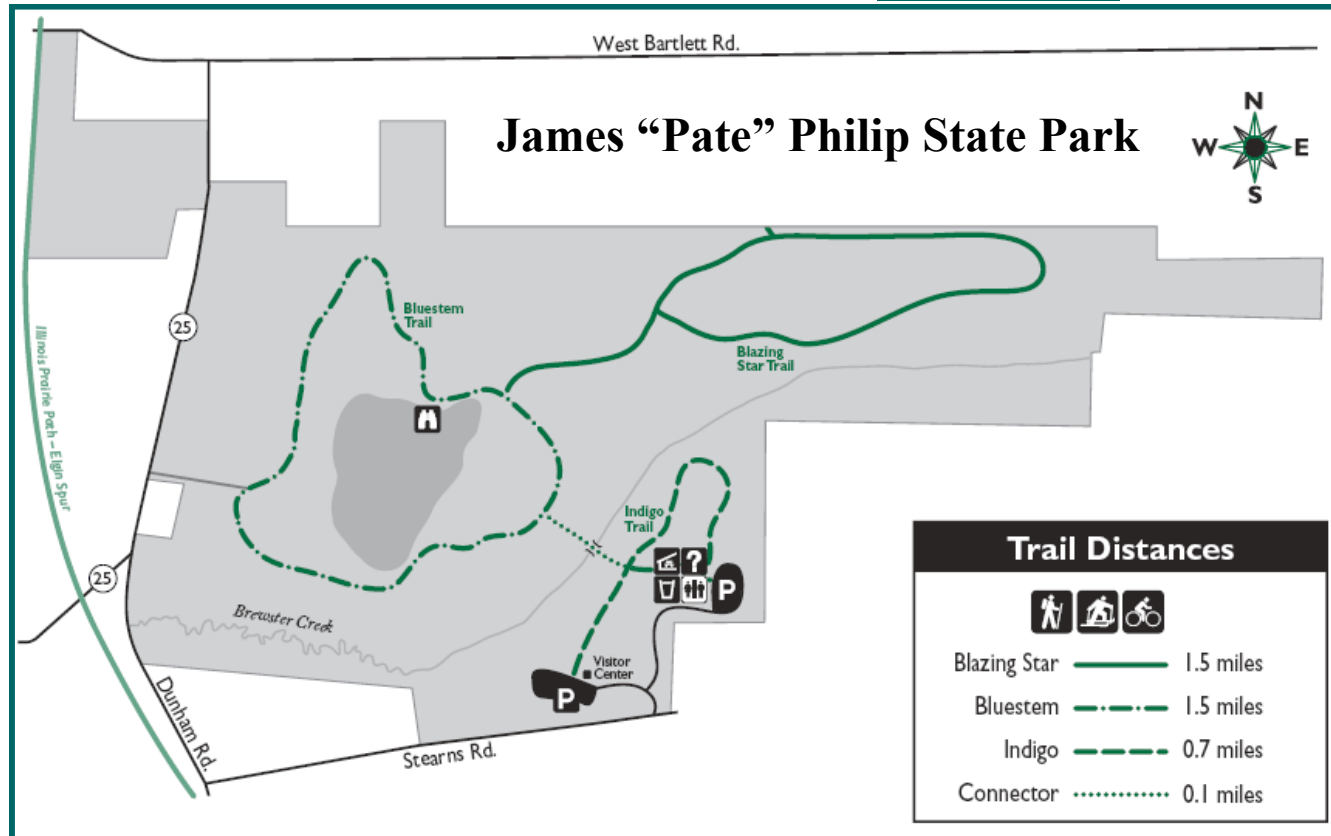 West Bartlett Rd.
James “Pate” Philip State Park
N
W
E
S
25
Bluestem
Trail
Illinois Prairie Path – Elgin Spur
Blazing
Star Trail
Indigo
Trail
?
P
25
Brewster Creek
Visitor
Center
P
Dunham Rd.
Stearns Rd.
Trail Distances
Blazing Star 1.5 miles
Bluestem 1.5 miles
Indigo 0.7 miles
Connector 0.1 miles